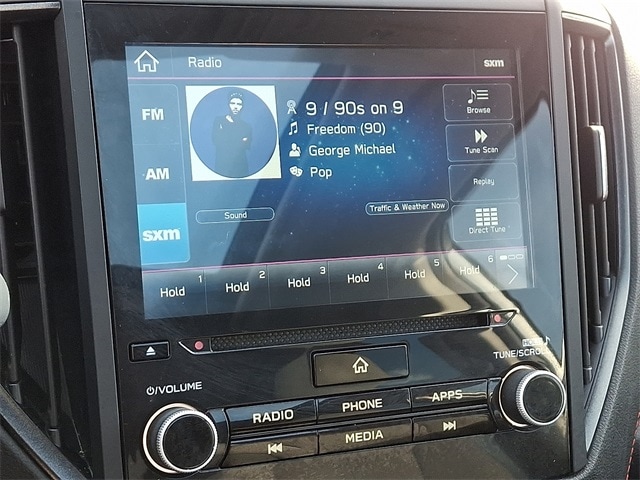 Radio
sxm
FM
AM
sxm
9 / 90s on 9
Freedom (90)
George Michael
Pop
Sound
Traffic & Weather Now
Browse
Tune Scan
Replay
Direct Tune
Hold 1
Hold 2
Hold 3
Hold 4
Hold 5
Hold 6
VOLUME
TUNE/SCROLL
RADIO
PHONE
APPS
MEDIA